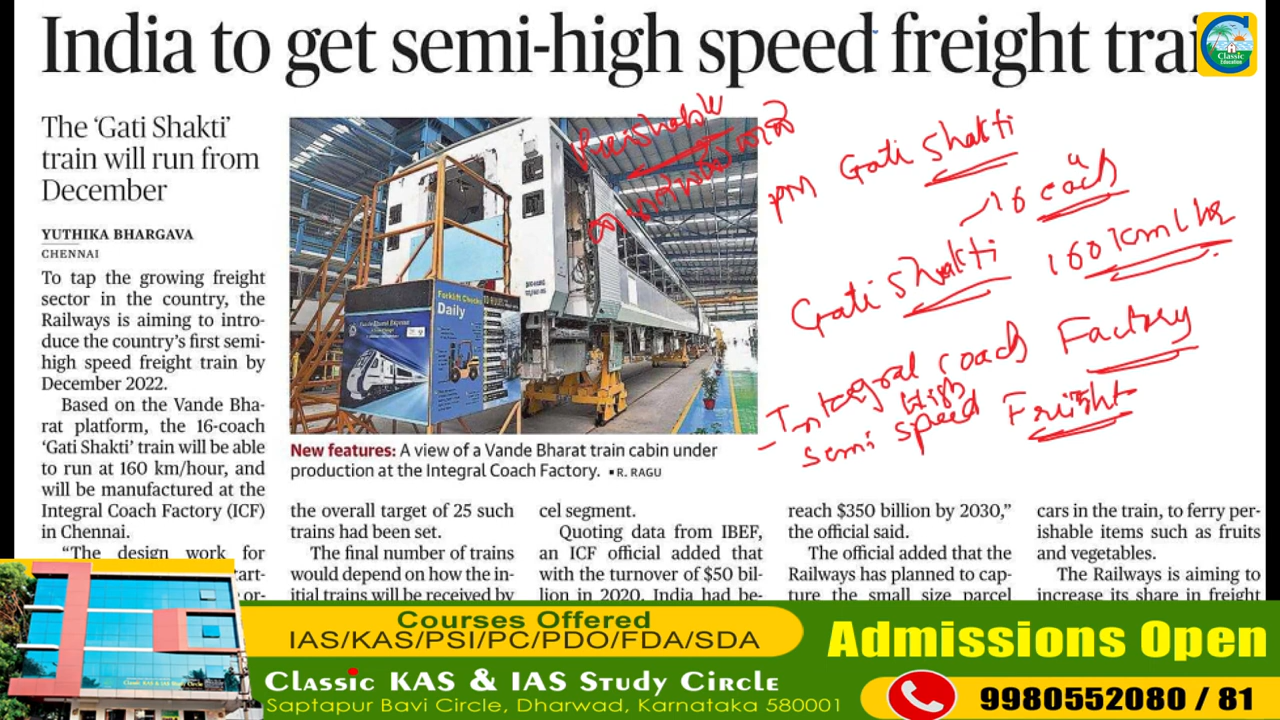 India to get semi-high speed freight trai
Classic
Education
The ‘Gati Shakti’
train will run from
December
YUTHIKA BHARGAVA
CHENNAI
To tap the growing freight
sector in the country, the
Railways is aiming to intro-
duce the country's first semi-
high speed freight train by
December 2022.
Based on the Vande Bha-
rat platform, the 16-coach
‘Gati Shakti’ train will be able
to run at 160 km/hour, and
will be manufactured at the
Integral Coach Factory (ICF)
in Chennai.
“The design work for
Forklift Checks
Daily
New features: A view of a Vande Bharat train cabin under
production at the Integral Coach Factory. ▪ R. RAGU
the overall target of 25 such
trains had been set.
The final number of trains
would depend on how the in-
itial trains will be received by
cel segment.
Quoting data from IBEF,
an ICF official added that
with the turnover of $50 bil-
lion in 2020, India had be-
reach $350 billion by 2030,”
the official said.
The official added that the
Railways has planned to cap-
ture the small size parcel
cars in the train, to ferry per-
ishable items such as fruits
and vegetables.
The Railways is aiming to
increase its share in freight
PM Gati Shakti
16 coach
Gati Shakti
160 km/hr
Integral coach Factory
Semi High speed Freight
Courses Offered
IAS/KAS/PSI/PC/PDO/FDA/SDA
Classic KAS & IAS Study Circle
Saptapur Bavi Circle, Dharwad, Karnataka 580001
Admissions Open
9980552080 / 81